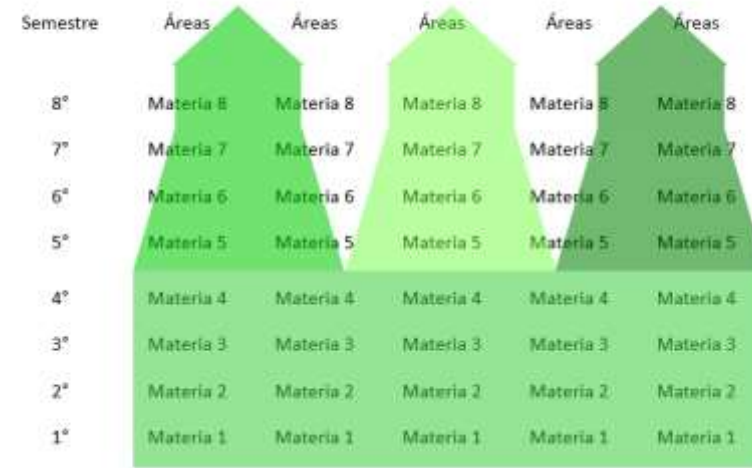 Semestre Áreas Áreas Áreas Áreas Áreas
8° Materia 8 Materia 8 Materia 8 Materia 8 Materia 8
7° Materia 7 Materia 7 Materia 7 Materia 7 Materia 7
6° Materia 6 Materia 6 Materia 6 Materia 6 Materia 6
5° Materia 5 Materia 5 Materia 5 Materia 5 Materia 5
4° Materia 4 Materia 4 Materia 4 Materia 4 Materia 4
3° Materia 3 Materia 3 Materia 3 Materia 3 Materia 3
2° Materia 2 Materia 2 Materia 2 Materia 2 Materia 2
1° Materia 1 Materia 1 Materia 1 Materia 1 Materia 1